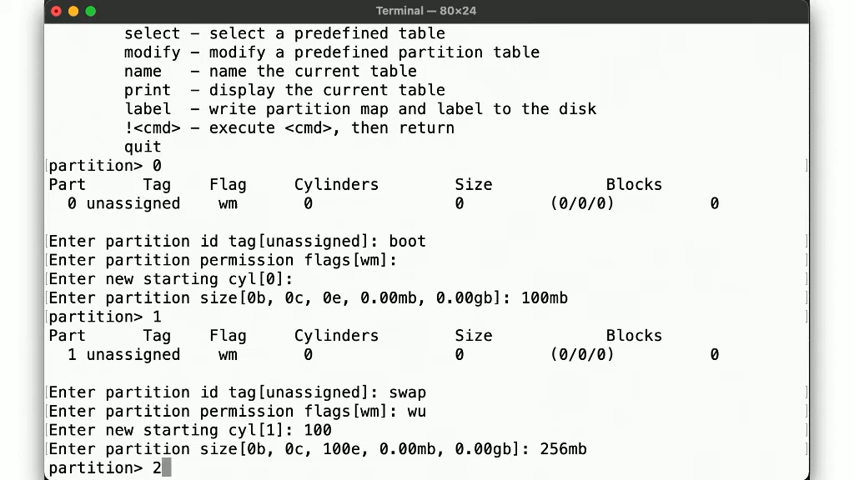 Terminal — 80×24
select – select a predefined table
modify – modify a predefined partition table
name – name the current table
print – display the current table
label – write partition map and label to the disk
!<cmd> – execute <cmd>, then return
quit
partition> 0
Part Tag Flag Cylinders Size Blocks
0 unassigned wm 0 0 (0/0/0) 0
Enter partition id tag[unassigned]: boot
Enter partition permission flags[wm]:
Enter new starting cyl[0]:
Enter partition size[0b, 0c, 0e, 0.00mb, 0.00gb]: 100mb
partition> 1
Part Tag Flag Cylinders Size Blocks
1 unassigned wm 0 0 (0/0/0) 0
Enter partition id tag[unassigned]: swap
Enter partition permission flags[wm]: wu
Enter new starting cyl[1]: 100
Enter partition size[0b, 0c, 100e, 0.00mb, 0.00gb]: 256mb
partition> 2